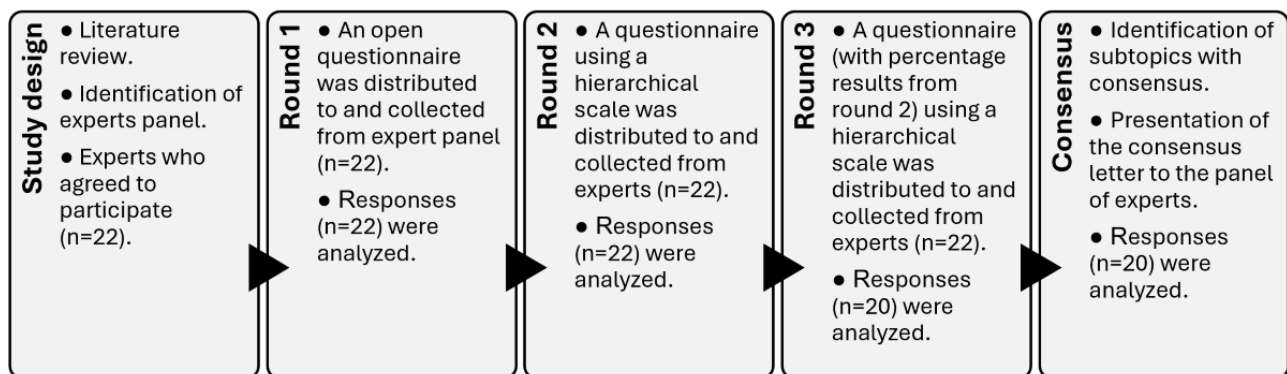 Study design
● Literature
review.
● Identification of
experts panel.
● Experts who
agreed to
participate
(n=22).
Round 1
● An open
questionnaire
was distributed
to and collected
from expert panel
(n=22).
● Responses
(n=22) were
analyzed.
Round 2
● A questionnaire
using a
hierarchical
scale was
distributed to and
collected from
experts (n=22).
● Responses
(n=22) were
analyzed.
Round 3
● A questionnaire
(with percentage
results from
round 2) using a
hierarchical
scale was
distributed to and
collected from
experts (n=22).
● Responses
(n=20) were
analyzed.
Consensus
● Identification of
subtopics with
consensus.
● Presentation of
the consensus
letter to the panel
of experts.
● Responses
(n=20) were
analyzed.